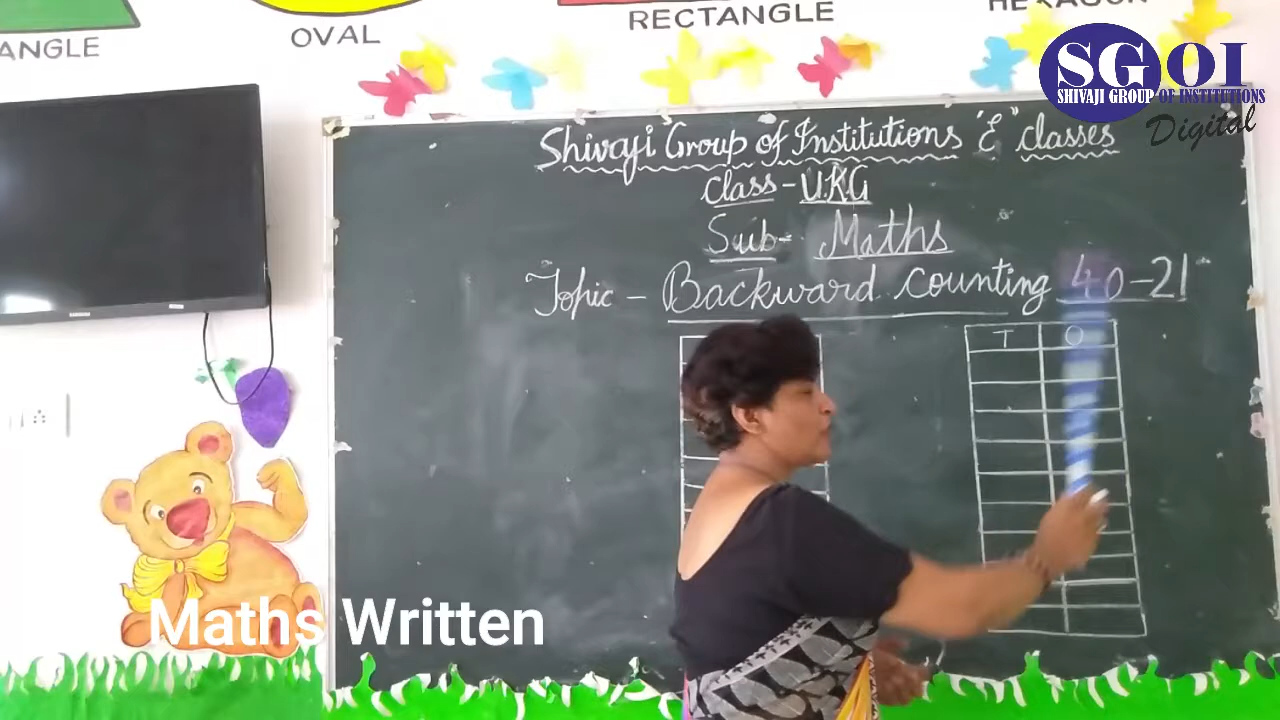 ANGLE
OVAL
RECTANGLE
HEXAGON
SGOI
SHIVAJI GROUP OF INSTITUTIONS
Digital
Shivaji Group of Institutions 'E' classes
Class - U.K.G
Sub- Maths
Topic - Backward counting 40-21
T O
Maths Written